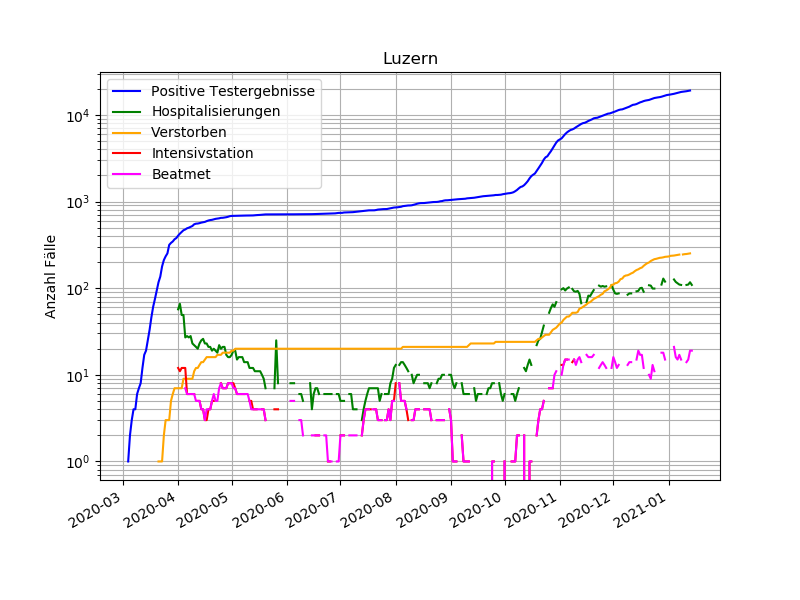 Luzern
Positive Testergebnisse
Hospitalisierungen
Verstorben
Intensivstation
Beatmet
Anzahl Fälle
10^4
10^3
10^2
10^1
10^0
2020-03
2020-04
2020-05
2020-06
2020-07
2020-08
2020-09
2020-10
2020-11
2020-12
2021-01